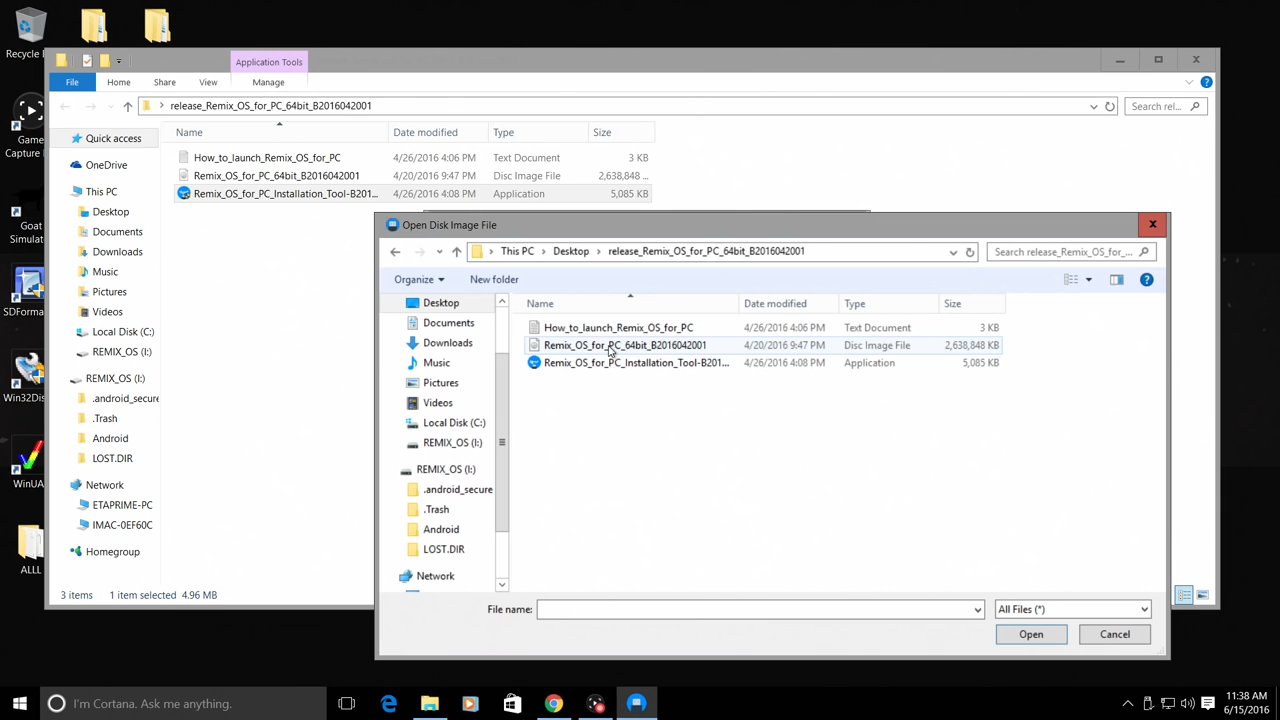 Recycle
Game
Capture
Goat
Simulat
SDFormat
Win32Dis
WinUA
ALLL
Application Tools
File
Home
Share
View
Manage
release_Remix_OS_for_PC_64bit_B2016042001
Search rel...
Quick access
OneDrive
This PC
Desktop
Documents
Downloads
Music
Pictures
Videos
Local Disk (C:)
REMIX_OS (I:)
REMIX_OS (I:)
.android_secure
.Trash
Android
LOST.DIR
Network
ETAPRIME-PC
IMAC-0EF60C
Homegroup
Name Date modified Type Size
How_to_launch_Remix_OS_for_PC 4/26/2016 4:06 PM Text Document 3 KB
Remix_OS_for_PC_64bit_B2016042001 4/20/2016 9:47 PM Disc Image File 2,638,848 ...
Remix_OS_for_PC_Installation_Tool-B201... 4/26/2016 4:08 PM Application 5,085 KB
3 items 1 item selected 4.96 MB
Open Disk Image File
This PC > Desktop > release_Remix_OS_for_PC_64bit_B2016042001
Search release_Remix_OS_for_...
Organize New folder
Desktop
Documents
Downloads
Music
Pictures
Videos
Local Disk (C:)
REMIX_OS (I:)
REMIX_OS (I:)
.android_secure
.Trash
Android
LOST.DIR
Network
Name Date modified Type Size
How_to_launch_Remix_OS_for_PC 4/26/2016 4:06 PM Text Document 3 KB
Remix_OS_for_PC_64bit_B2016042001 4/20/2016 9:47 PM Disc Image File 2,638,848 KB
Remix_OS_for_PC_Installation_Tool-B201... 4/26/2016 4:08 PM Application 5,085 KB
File name:
All Files (*)
Open Cancel
I'm Cortana. Ask me anything.
11:38 AM
6/15/2016